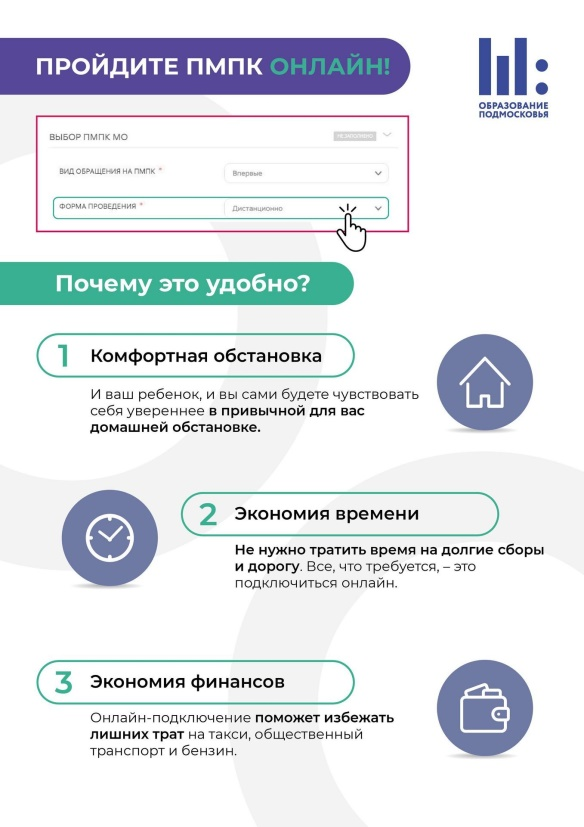 ПРОЙДИТЕ ПМПК ОНЛАЙН!
ОБРАЗОВАНИЕ
ПОДМОСКОВЬЯ
ВЫБОР ПМПК МО
НЕ ЗАПОЛНЕНО
ВИД ОБРАЩЕНИЯ НА ПМПК *
Впервые
ФОРМА ПРОВЕДЕНИЯ *
Дистанционно
Почему это удобно?
1 Комфортная обстановка
И ваш ребенок, и вы сами будете чувствовать
себя увереннее в привычной для вас
домашней обстановке.
2 Экономия времени
Не нужно тратить время на долгие сборы
и дорогу. Все, что требуется, – это
подключиться онлайн.
3 Экономия финансов
Онлайн-подключение поможет избежать
лишних трат на такси, общественный
транспорт и бензин.